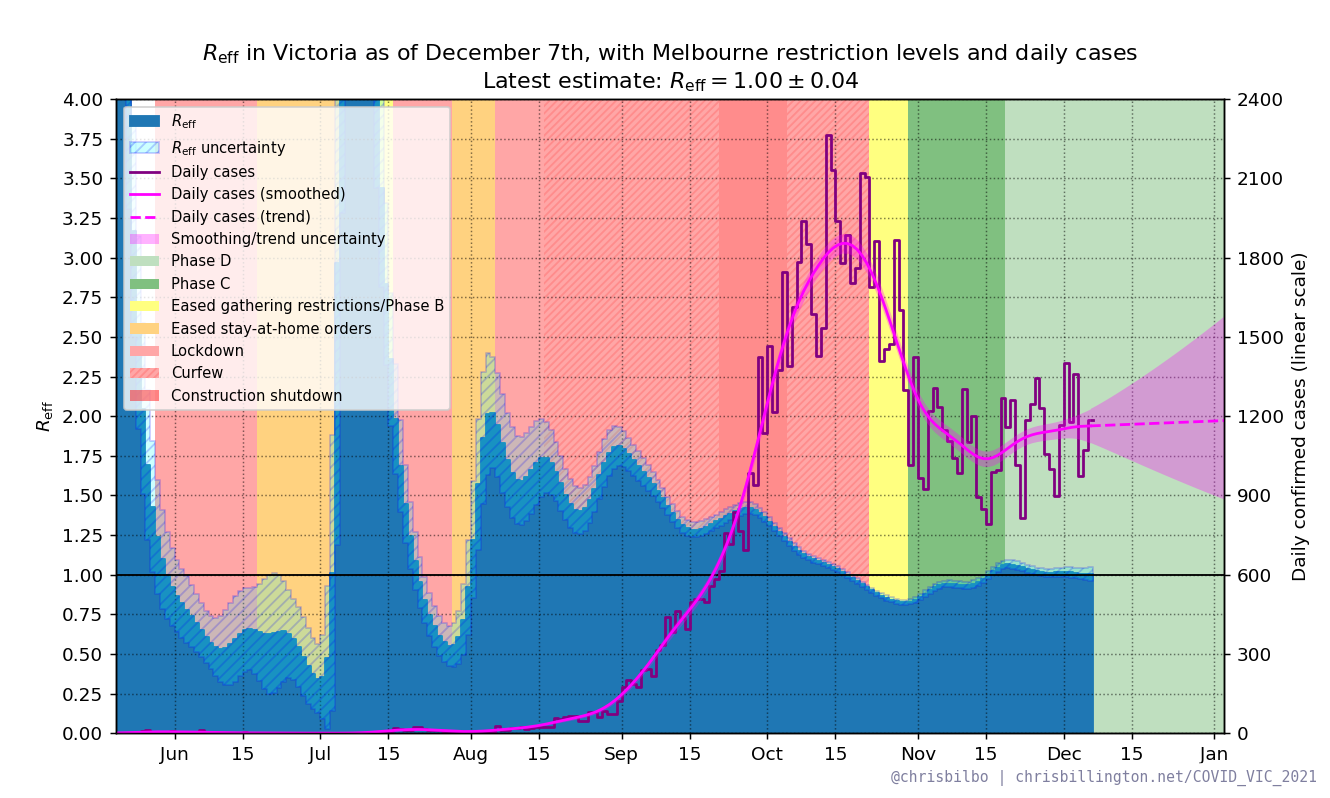 Reff in Victoria as of December 7th, with Melbourne restriction levels and daily cases
Latest estimate: Reff = 1.00 ± 0.04
4.00
3.75
3.50
3.25
3.00
2.75
2.50
2.25
2.00
1.75
1.50
1.25
1.00
0.75
0.50
0.25
0.00
Reff
Reff
Reff uncertainty
Daily cases
Daily cases (smoothed)
Daily cases (trend)
Smoothing/trend uncertainty
Phase D
Phase C
Eased gathering restrictions/Phase B
Eased stay-at-home orders
Lockdown
Curfew
Construction shutdown
2400
2100
1800
1500
1200
900
600
300
0
Daily confirmed cases (linear scale)
Jun 15 Jul 15 Aug 15 Sep 15 Oct 15 Nov 15 Dec 15 Jan
@chrisbilbo | chrisbillington.net/COVID_VIC_2021